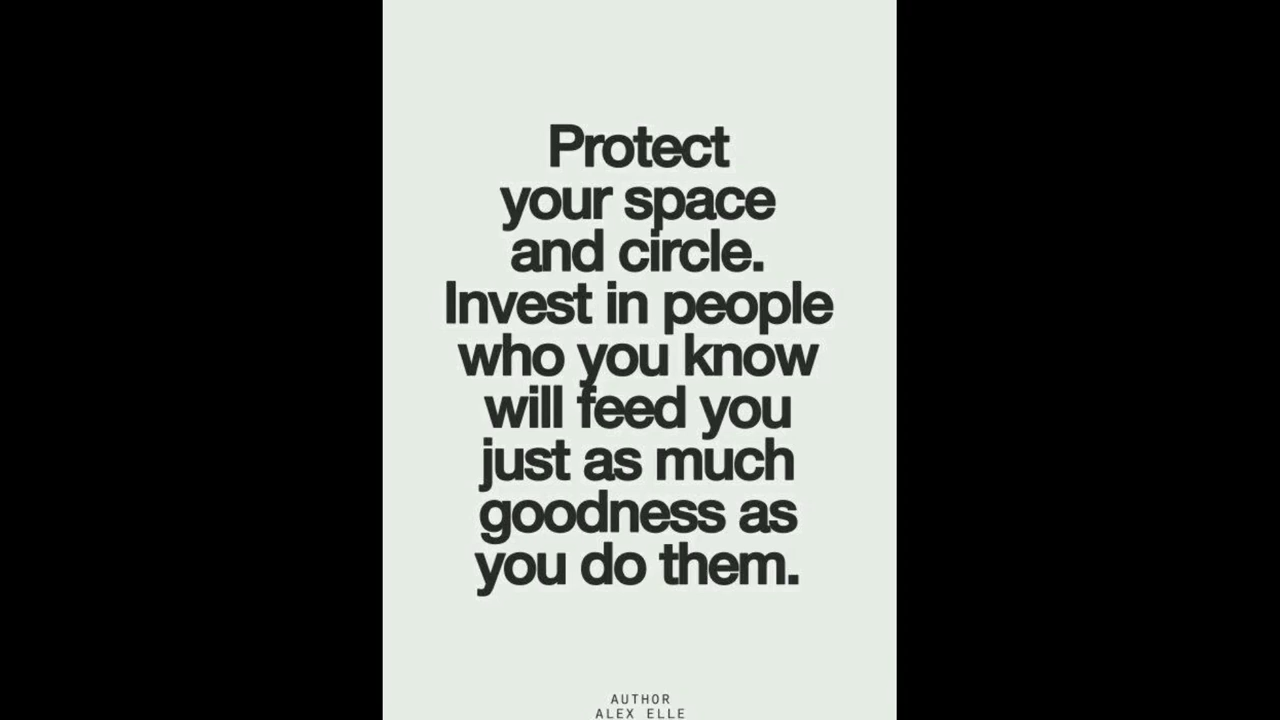 Protect
your space
and circle.
Invest in people
who you know
will feed you
just as much
goodness as
you do them.
AUTHOR
ALEX ELLE